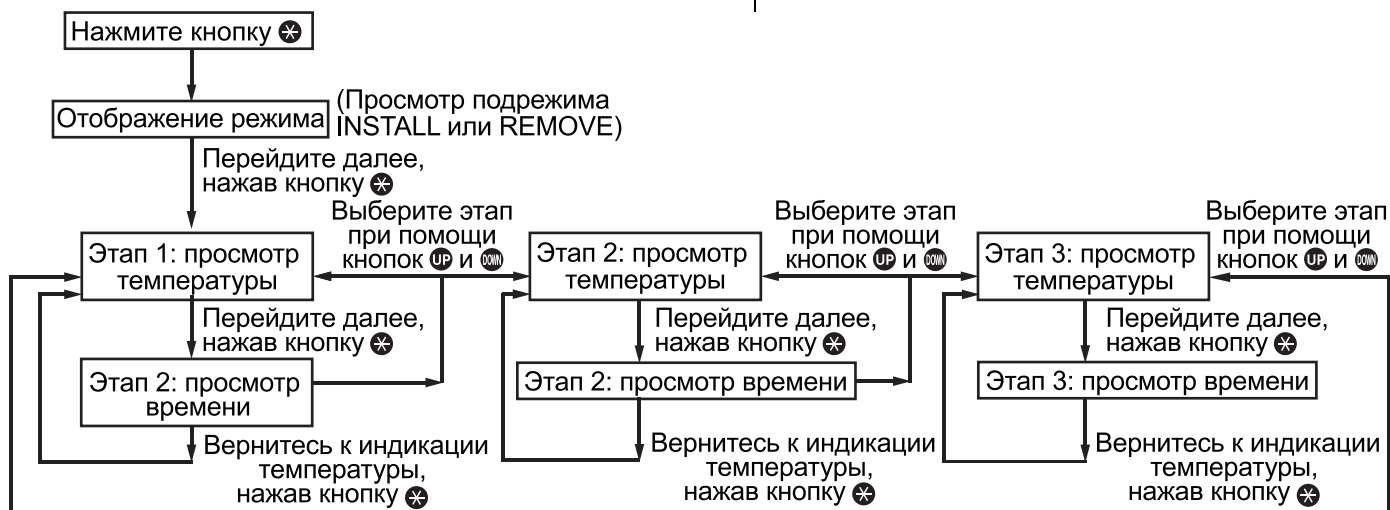 Нажмите кнопку ⊛
Отображение режима
(Просмотр подрежима
INSTALL или REMOVE)
Перейдите далее,
нажав кнопку ⊛
Этап 1: просмотр
температуры
Выберите этап
при помощи
кнопок UP и DOWN
Этап 2: просмотр
температуры
Выберите этап
при помощи
кнопок UP и DOWN
Этап 3: просмотр
температуры
Выберите этап
при помощи
кнопок UP и DOWN
Перейдите далее,
нажав кнопку ⊛
Перейдите далее,
нажав кнопку ⊛
Перейдите далее,
нажав кнопку ⊛
Этап 2: просмотр
времени
Этап 2: просмотр времени
Этап 3: просмотр времени
Вернитесь к индикации
температуры,
нажав кнопку ⊛
Вернитесь к индикации
температуры,
нажав кнопку ⊛
Вернитесь к индикации
температуры,
нажав кнопку ⊛